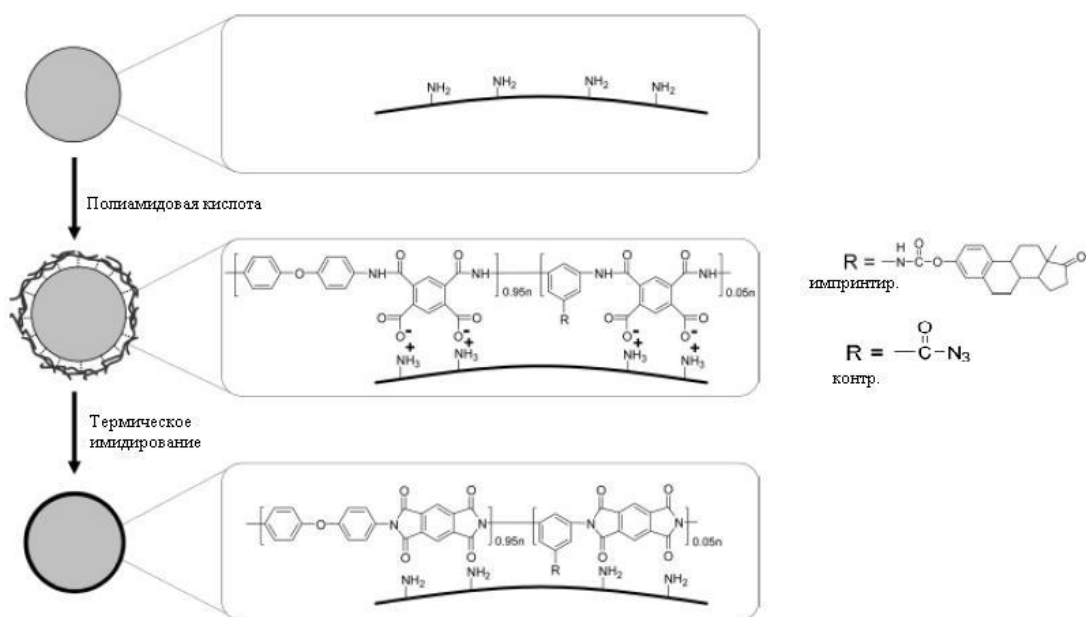 NH2 NH2 NH2 NH2
Полиамидовая кислота
O O O O
O NH NH 0.95n NH NH 0.05n
R
O O O O
O- O- O- O-
+ + + +
NH3 NH3 NH3 NH3
R = N H C O O O
импринтир.
O
R = C N3
контр.
Термическое
имидирование
O O O O
O N N 0.95n N N 0.05n
O O R O O
NH2 NH2 NH2 NH2